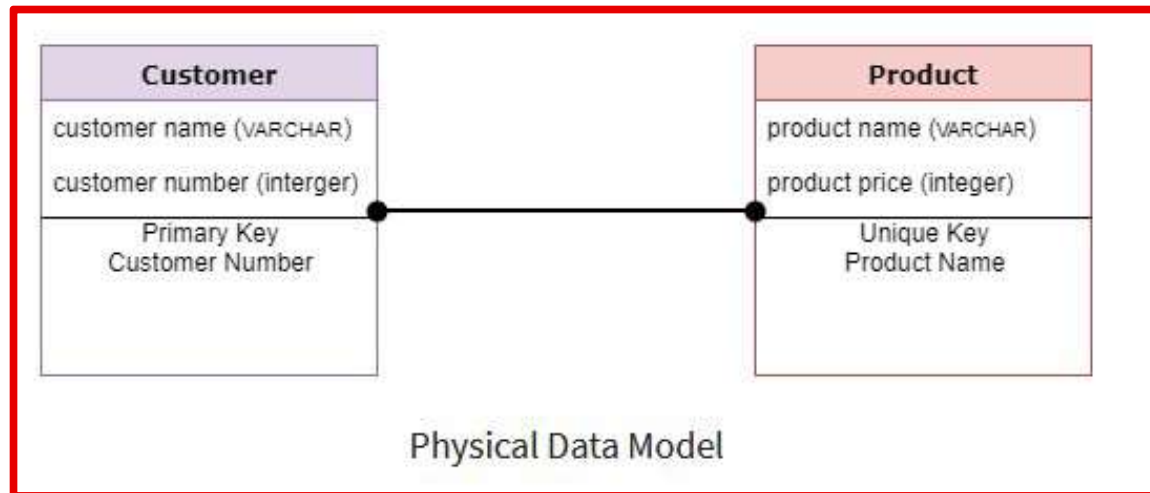 Customer
customer name (VARCHAR)
customer number (interger)
Primary Key
Customer Number
Product
product name (VARCHAR)
product price (integer)
Unique Key
Product Name
Physical Data Model